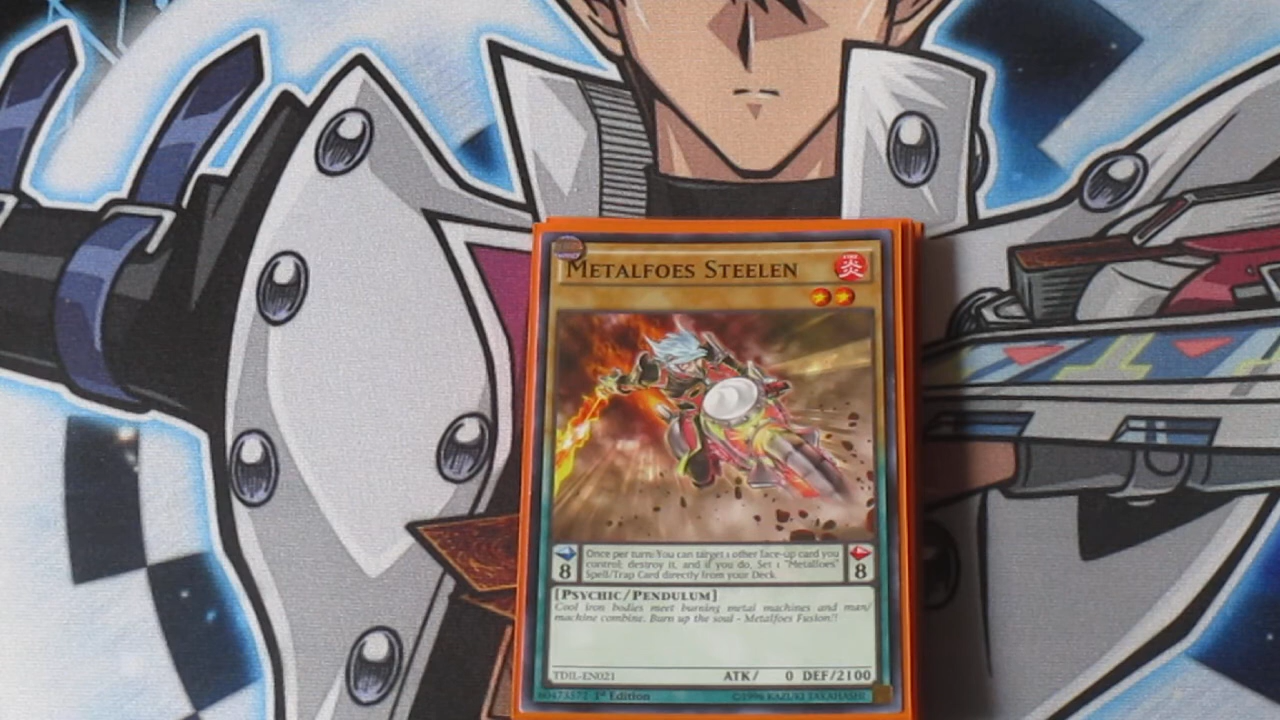 METALFOES STEELEN
炎
Once per turn: You can target 1 other face-up card you
control; destroy it, and if you do, Set 1 "Metalfoes"
Spell/Trap Card directly from your Deck.
8
8
[PSYCHIC/PENDULUM]
Cool iron bodies meet burning metal machines and man/
machine combine. Burn up the soul - Metalfoes Fusion!!
TDIL-EN021 ATK/ 0 DEF/2100
1st Edition ©1996 KAZUKI TAKAHASHI